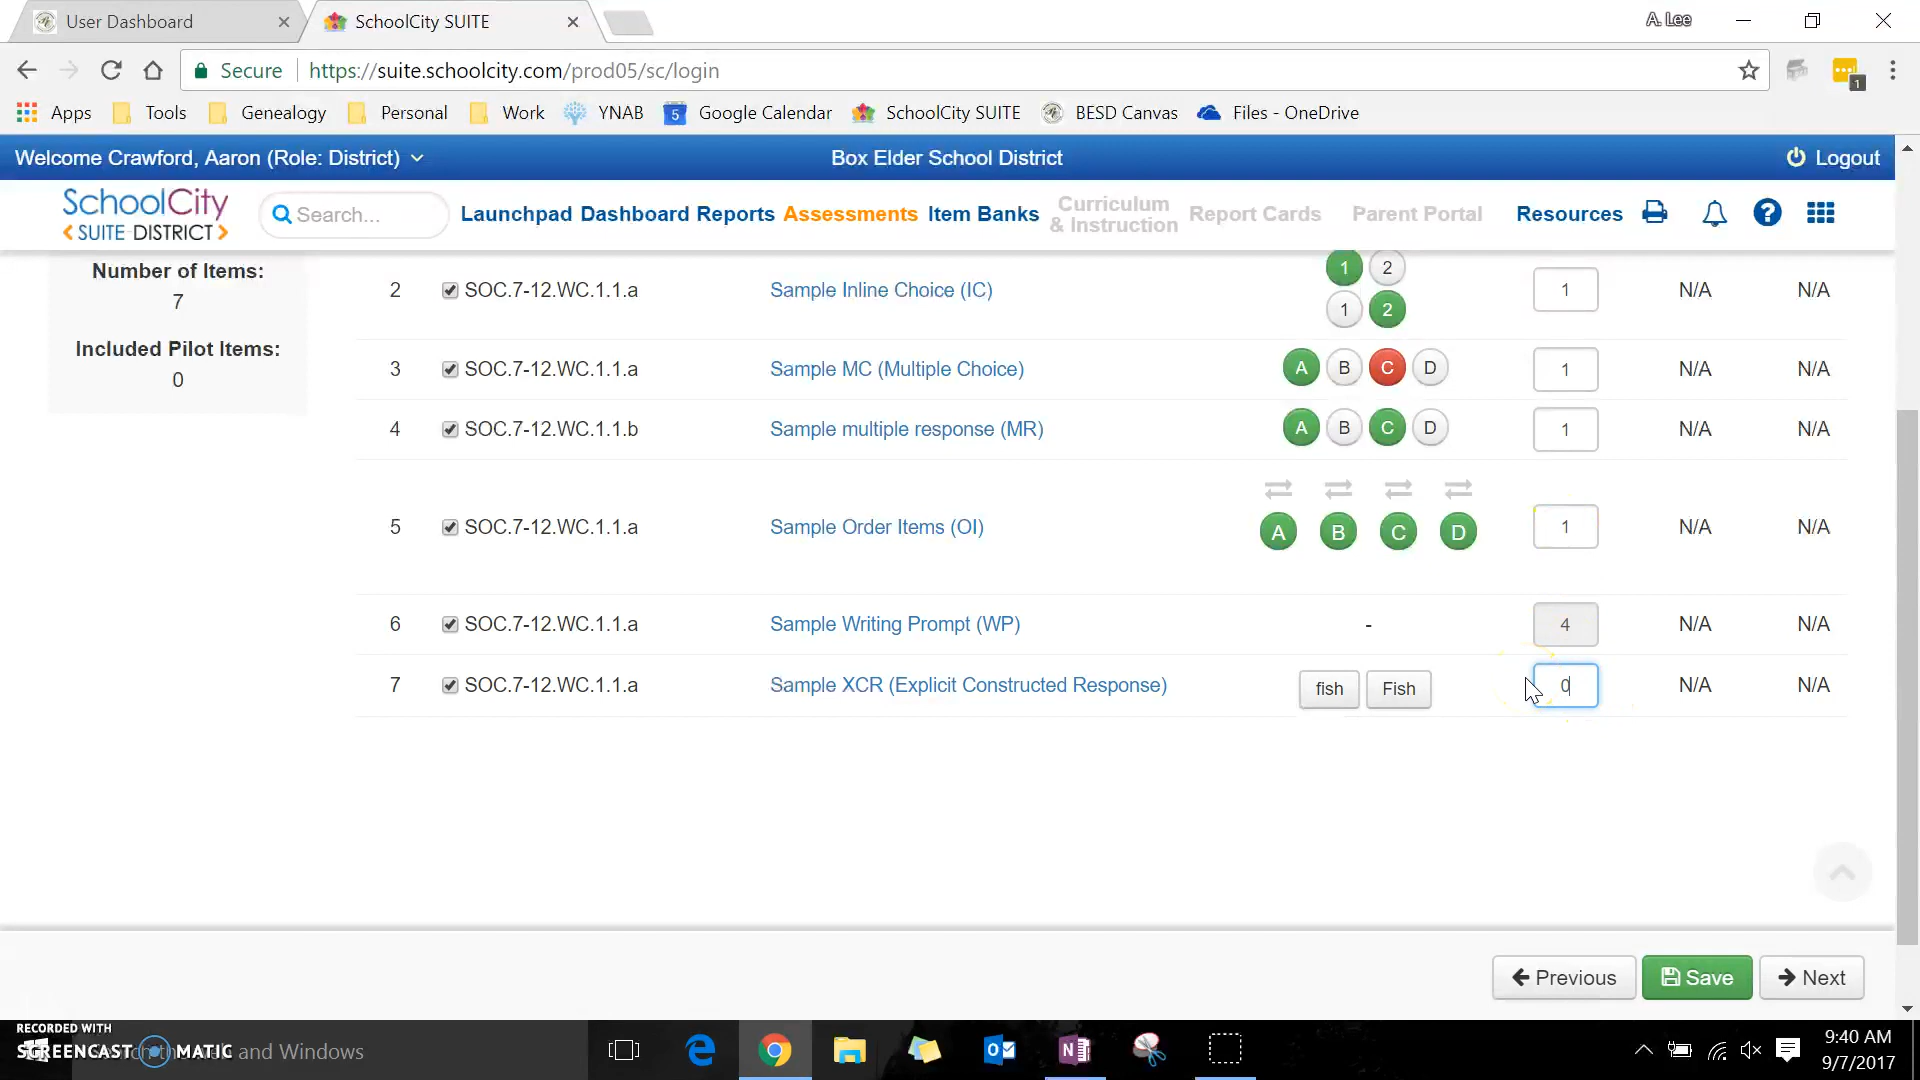 User Dashboard
SchoolCity SUITE
A. Lee
Secure
https://suite.schoolcity.com/prod05/sc/login
1
Apps
Tools
Genealogy
Personal
Work
YNAB
5
Google Calendar
SchoolCity SUITE
BESD Canvas
Files - OneDrive
Welcome Crawford, Aaron (Role: District)
Box Elder School District
Logout
SchoolCity
SUITE-DISTRICT
Search...
Launchpad
Dashboard
Reports
Assessments
Item Banks
Curriculum
& Instruction
Report Cards
Parent Portal
Resources
Number of Items:
7
Included Pilot Items:
0
2 SOC.7-12.WC.1.1.a Sample Inline Choice (IC) 1 2 1 N/A N/A
1 2
3 SOC.7-12.WC.1.1.a Sample MC (Multiple Choice) A B C D 1 N/A N/A
4 SOC.7-12.WC.1.1.b Sample multiple response (MR) A B C D 1 N/A N/A
5 SOC.7-12.WC.1.1.a Sample Order Items (OI) A B C D 1 N/A N/A
6 SOC.7-12.WC.1.1.a Sample Writing Prompt (WP) - 4 N/A N/A
7 SOC.7-12.WC.1.1.a Sample XCR (Explicit Constructed Response) fish Fish 0 N/A N/A
Previous
Save
Next
RECORDED WITH
SCREENCAST MATIC
and Windows
9:40 AM
9/7/2017